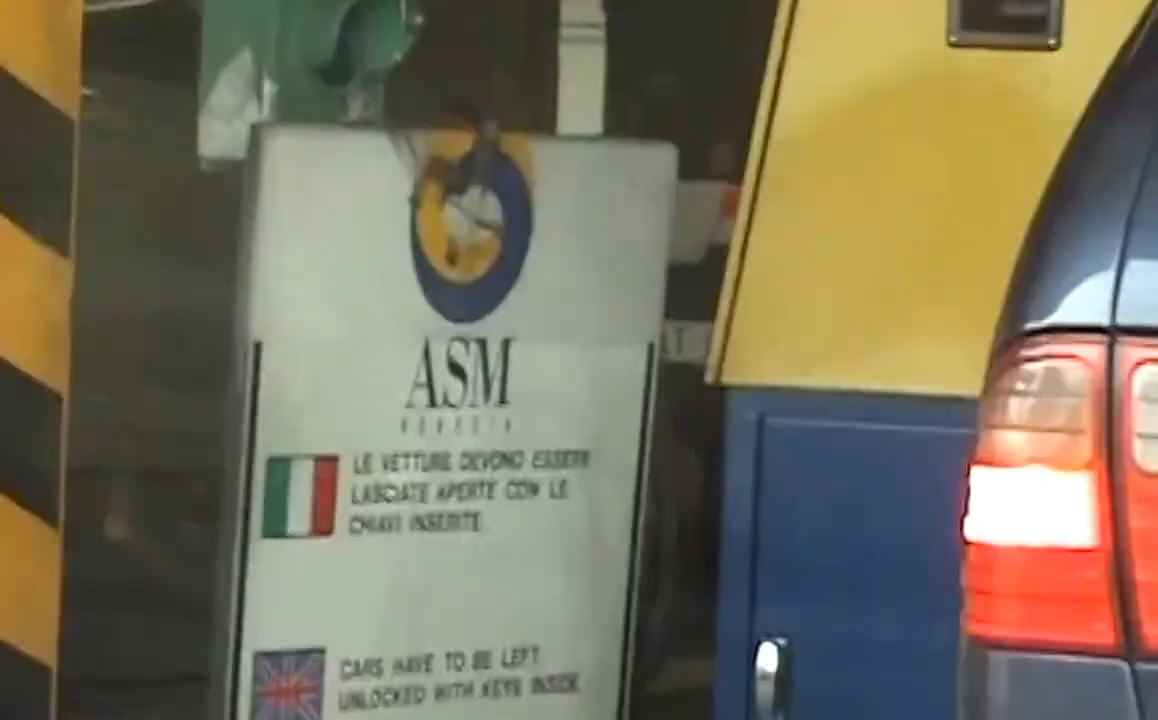 ASM
LE VETTURE DEVONO ESSERE
LASCIATE APERTE CON LE
CHIAVI INSERITE.
CARS HAVE TO BE LEFT
UNLOCKED WITH KEYS INSIDE.